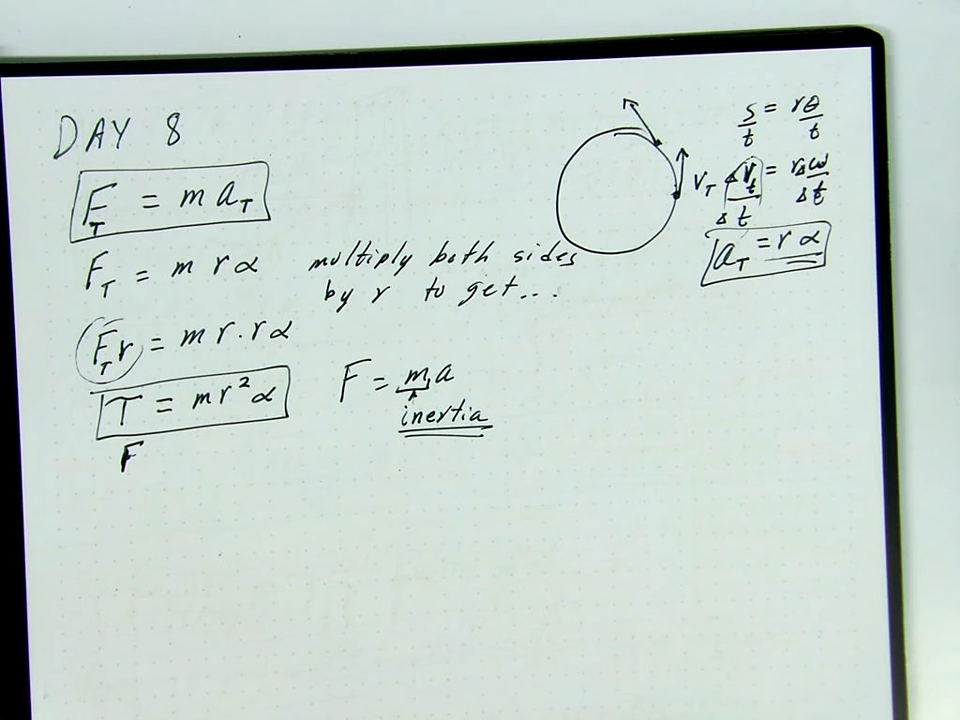 DAY 8
F_T = m a_T
F_T = m r α
multiply both sides
by r to get...
F_T r = m r · r α
τ = m r² α
F
F = m a
inertia
s/t = rθ/t
V_T
Δv_t/Δt = rΔω/Δt
a_T = r α